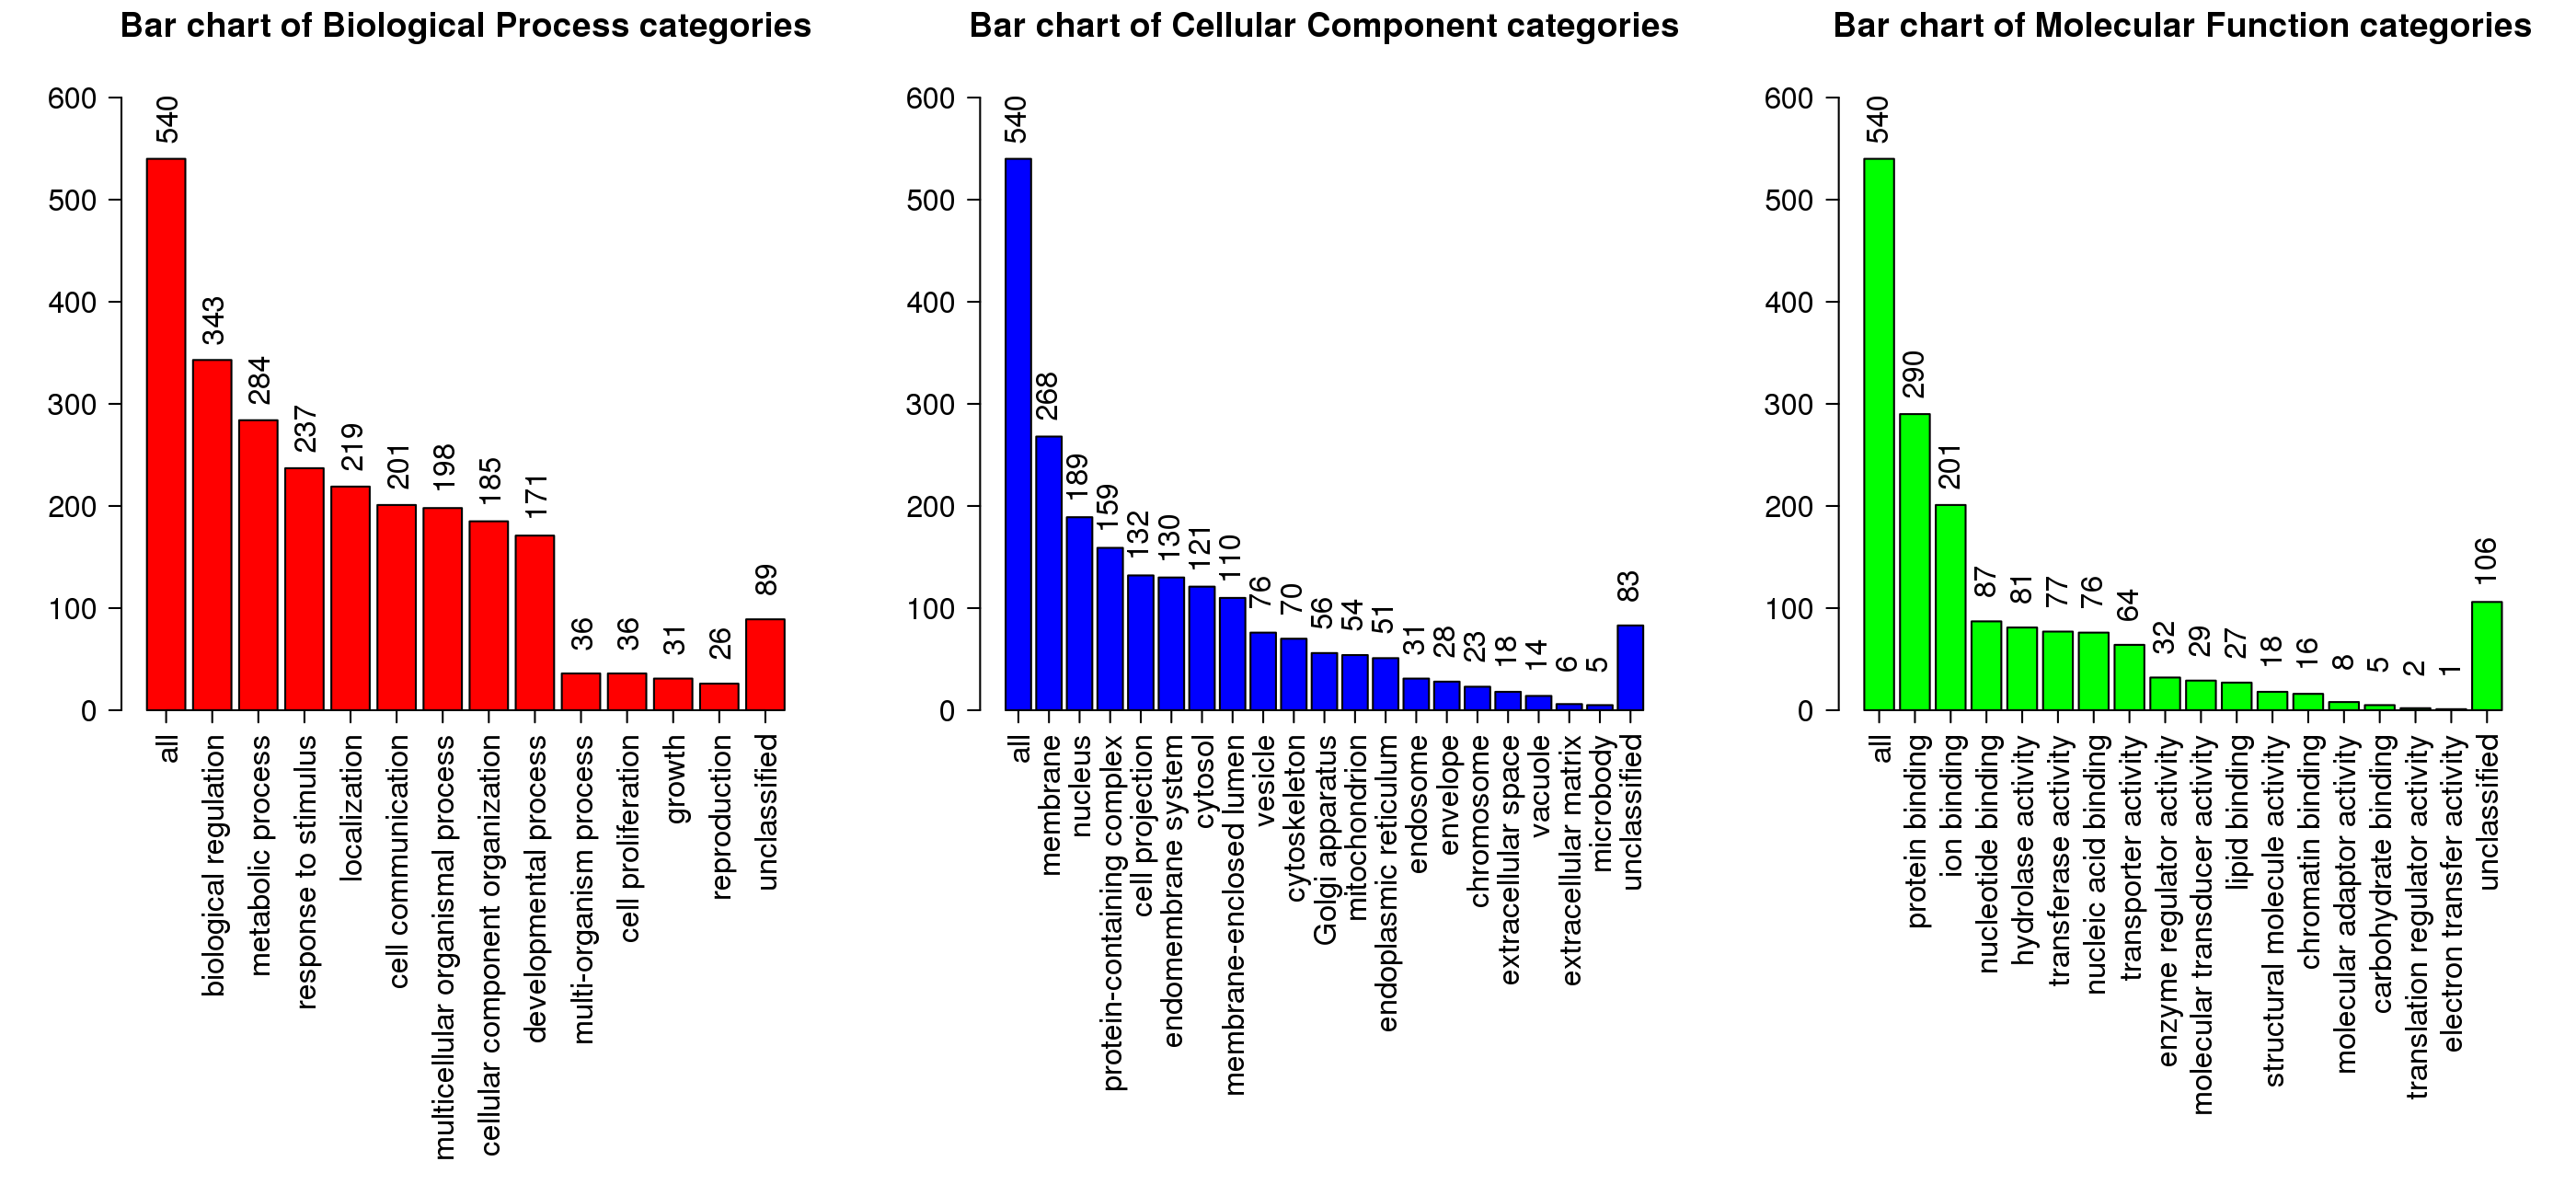 Bar chart of Biological Process categories
600
500
400
300
200
100
0
540
343
284
237
219
201
198
185
171
36
36
31
26
89
all
biological regulation
metabolic process
response to stimulus
localization
cell communication
multicellular organismal process
cellular component organization
developmental process
multi-organism process
cell proliferation
growth
reproduction
unclassified
Bar chart of Cellular Component categories
600
500
400
300
200
100
0
540
268
189
159
132
130
121
110
76
70
56
54
51
31
28
23
18
14
6
5
83
all
membrane
nucleus
protein-containing complex
cell projection
endomembrane system
cytosol
membrane-enclosed lumen
vesicle
cytoskeleton
Golgi apparatus
mitochondrion
endoplasmic reticulum
endosome
envelope
chromosome
extracellular space
vacuole
extracellular matrix
microbody
unclassified
Bar chart of Molecular Function categories
600
500
400
300
200
100
0
540
290
201
87
81
77
76
64
32
29
27
18
16
8
5
2
1
106
all
protein binding
ion binding
nucleotide binding
hydrolase activity
transferase activity
nucleic acid binding
transporter activity
enzyme regulator activity
molecular transducer activity
lipid binding
structural molecule activity
chromatin binding
molecular adaptor activity
carbohydrate binding
translation regulator activity
electron transfer activity
unclassified